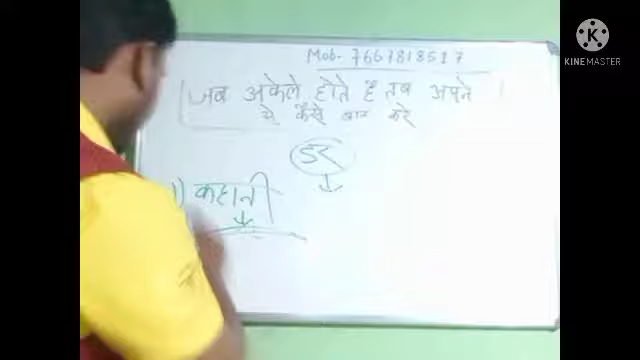 Mob- 7667818517
जब अकेले होते हैं तब अपने
से कैसे बात करे
डर
1) कहानी
KINEMASTER